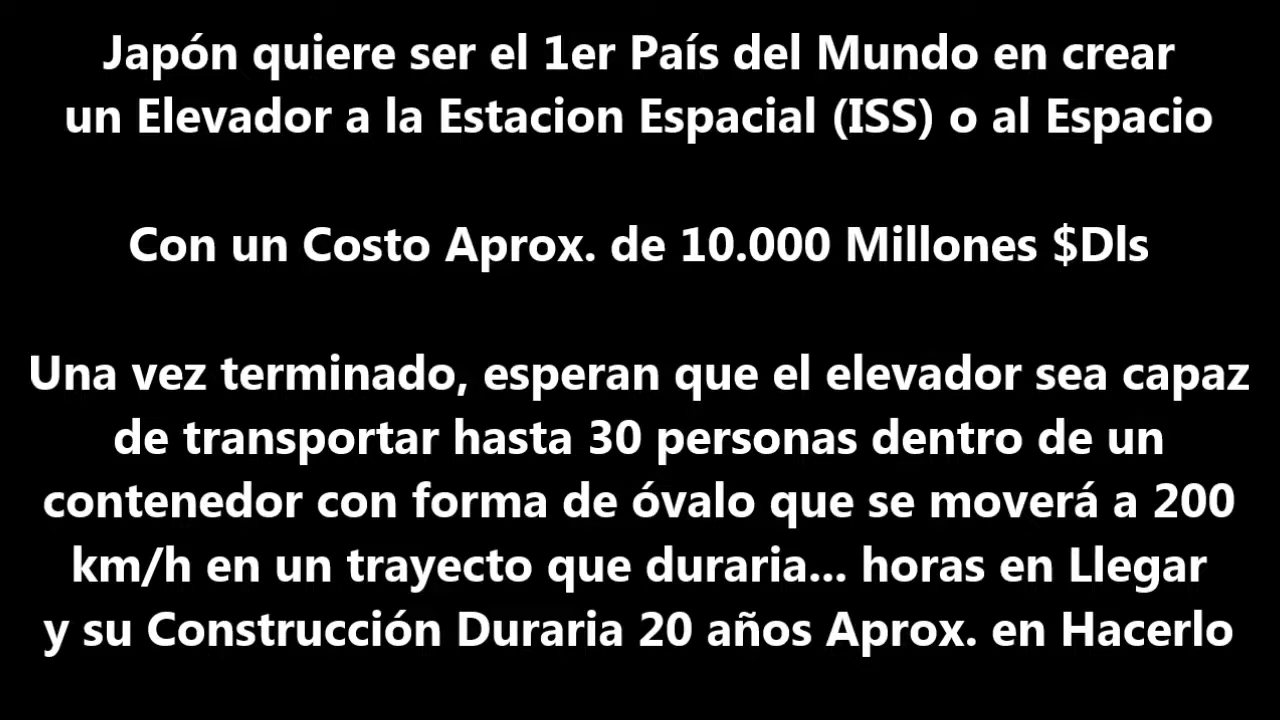 Japón quiere ser el 1er País del Mundo en crear
un Elevador a la Estacion Espacial (ISS) o al Espacio
Con un Costo Aprox. de 10.000 Millones $Dls
Una vez terminado, esperan que el elevador sea capaz
de transportar hasta 30 personas dentro de un
contenedor con forma de óvalo que se moverá a 200
km/h en un trayecto que duraria... horas en Llegar
y su Construcción Duraria 20 años Aprox. en Hacerlo